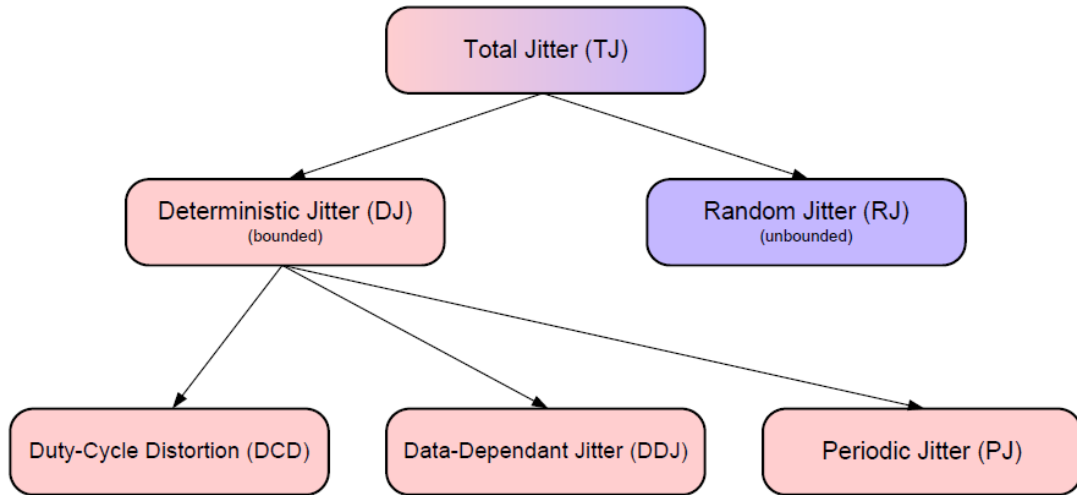 Total Jitter (TJ)
Deterministic Jitter (DJ)
(bounded)
Random Jitter (RJ)
(unbounded)
Duty-Cycle Distortion (DCD)
Data-Dependant Jitter (DDJ)
Periodic Jitter (PJ)